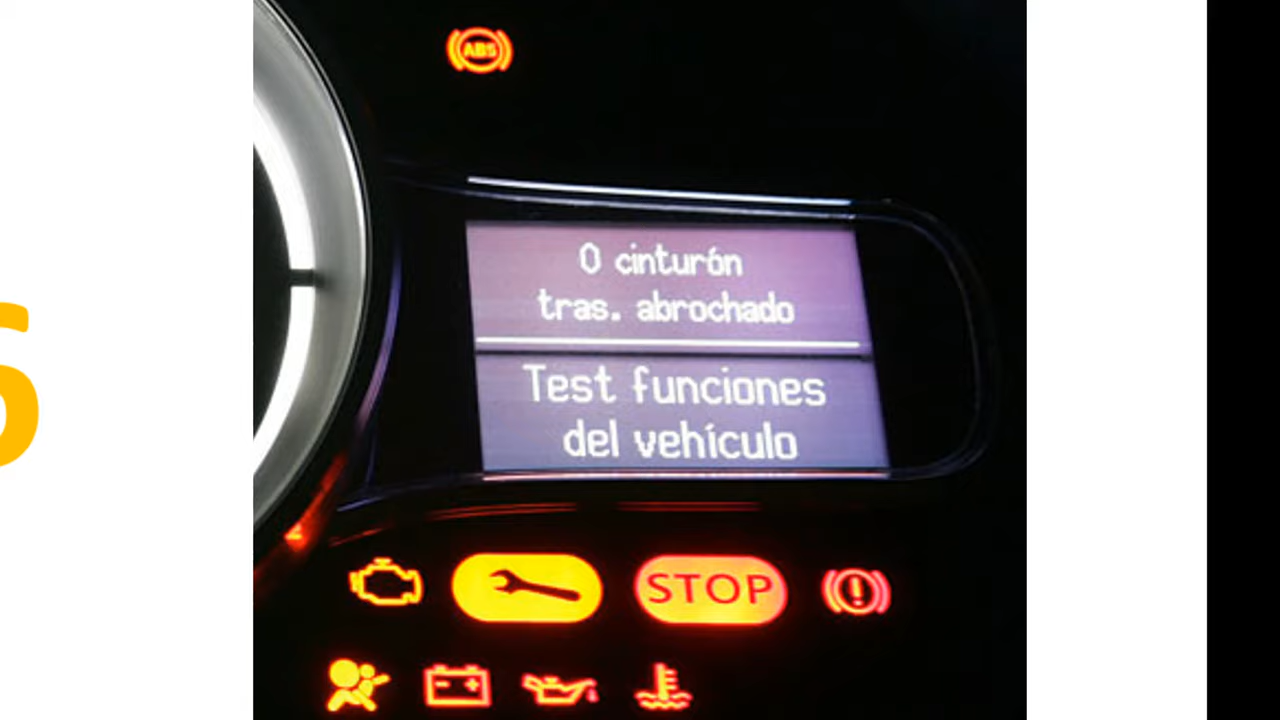 ABS
0 cinturón
tras. abrochado
Test funciones
del vehículo
STOP